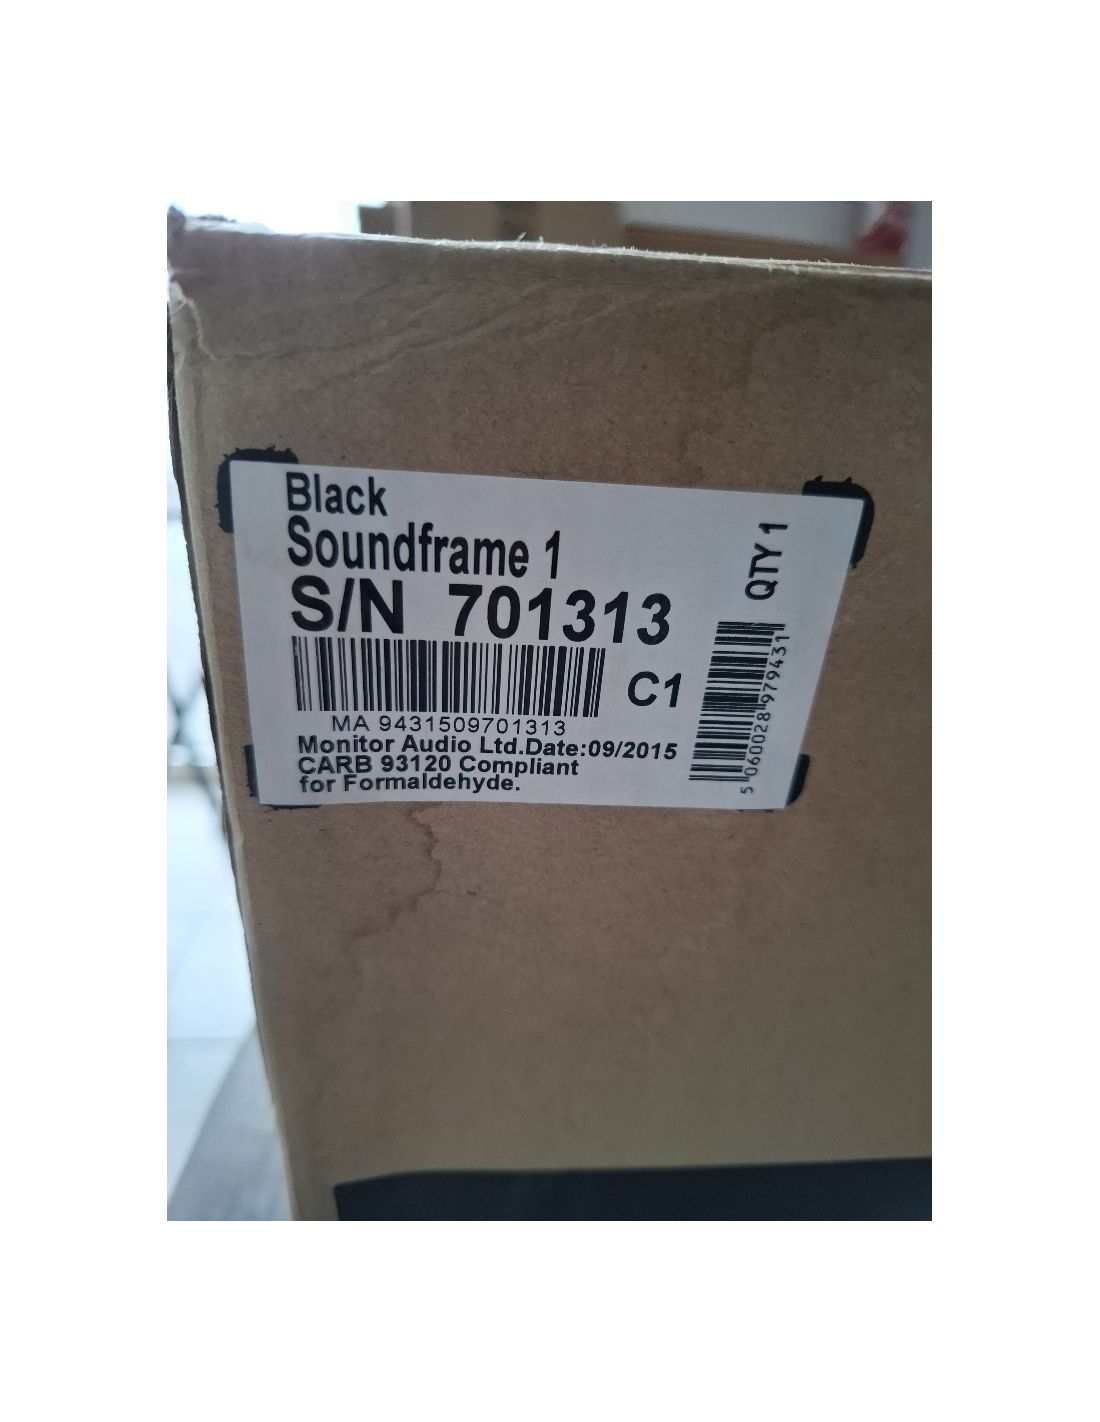 Black
Soundframe 1
S/N 701313
C1
MA 9431509701313
Monitor Audio Ltd.Date:09/2015
CARB 93120 Compliant
for Formaldehyde.
QTY 1
5 060028 979431